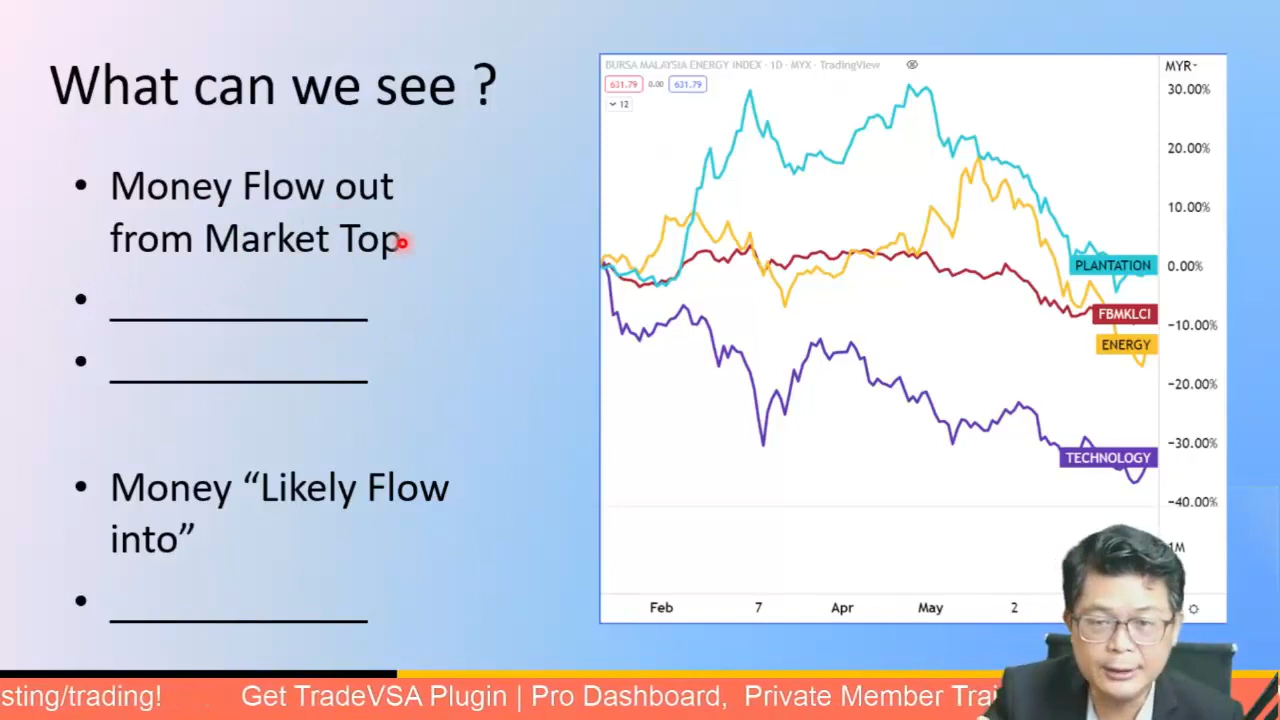 What can we see ?
• Money Flow out
from Market Top
•
•
• Money “Likely Flow
into”
•
BURSA MALAYSIA ENERGY INDEX · 1D · MYX · TradingView
MYR
631.79 0.00 631.79
12
30.00%
20.00%
10.00%
0.00%
−10.00%
−20.00%
−30.00%
−40.00%
PLANTATION
FBMKLCI
ENERGY
TECHNOLOGY
1M
Feb 7 Apr May 2
sting/trading! Get TradeVSA Plugin | Pro Dashboard, Private Member Trai